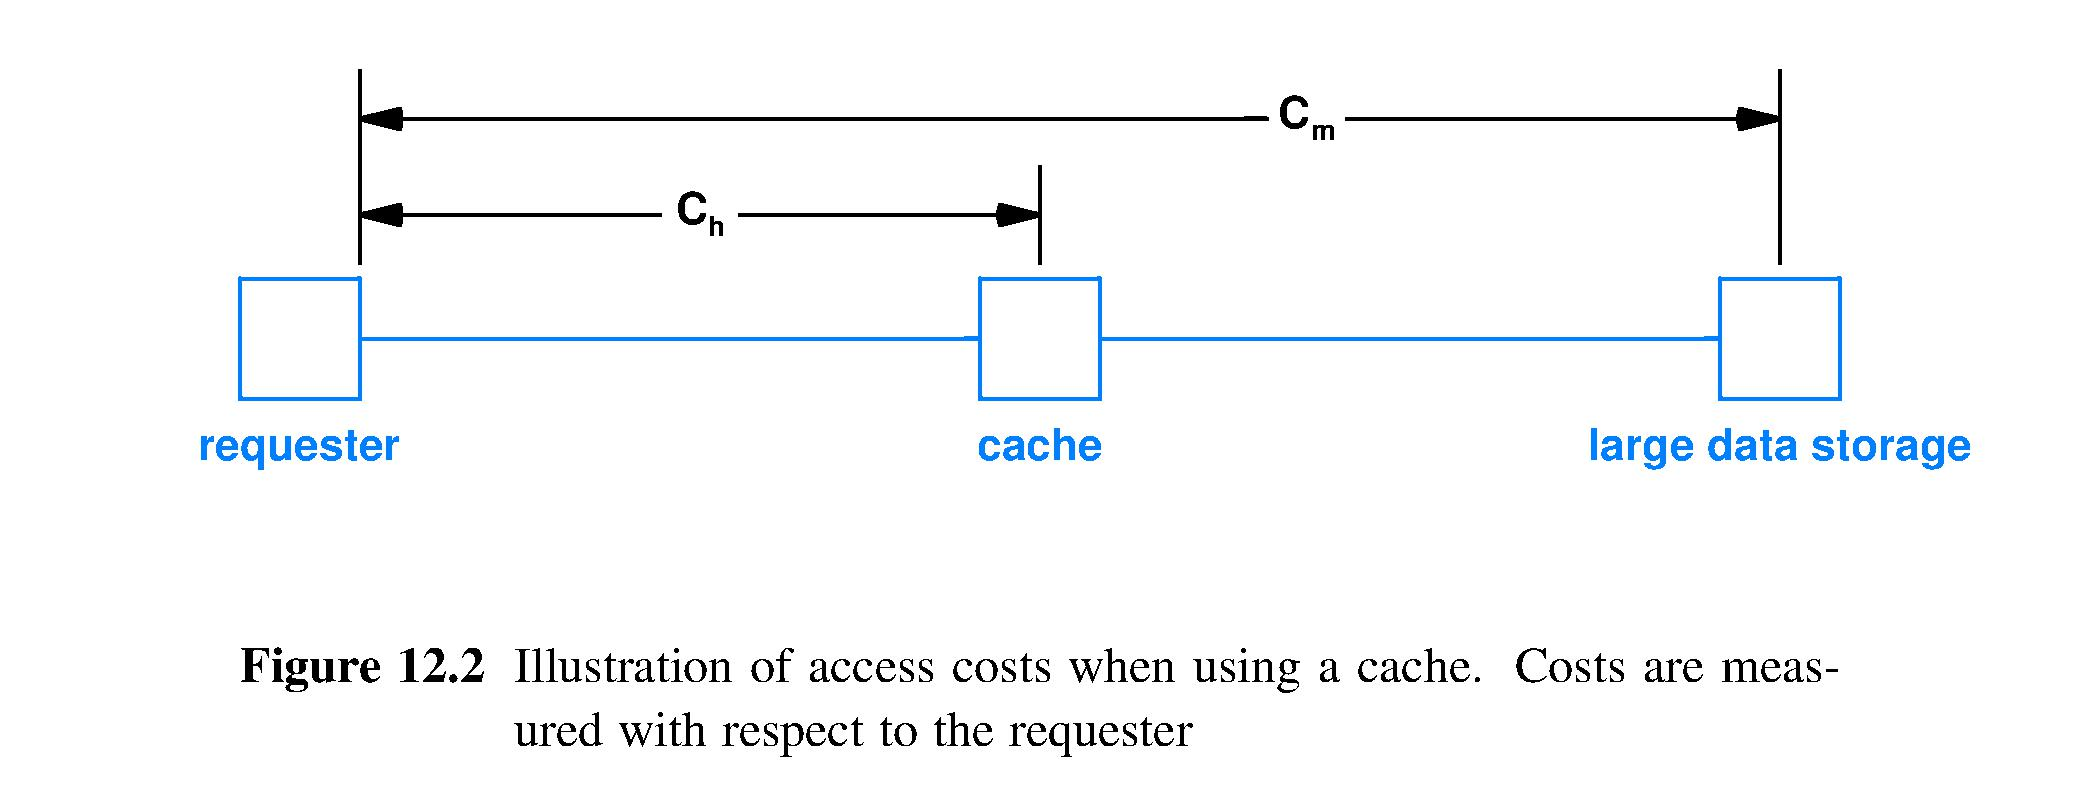 Cm
Ch
requester cache large data storage
Figure 12.2 Illustration of access costs when using a cache. Costs are meas-
ured with respect to the requester